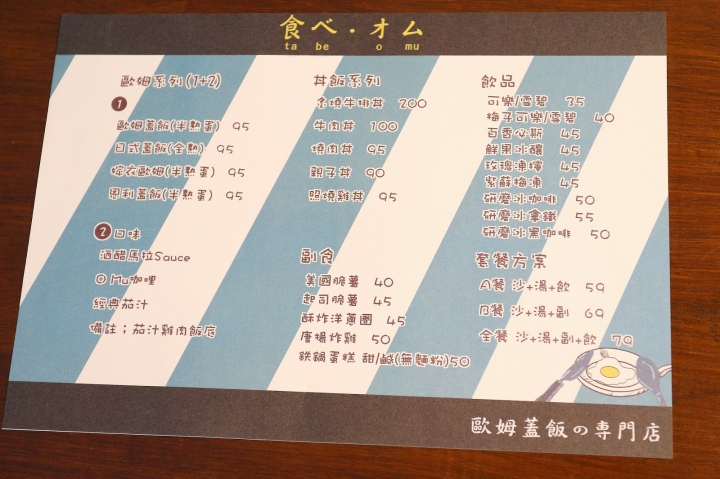 食べ・オム
ta be o mu
歐姆系列(1+2)
1
歐姆蓋飯(半熟蛋) 95
日式蓋飯(全熟) 95
蛻衣歐姆(半熟蛋) 95
恩利蓋飯(半熟蛋) 95
2 口味
酒醋馬拉Sauce
@ Mu咖哩
經典茄汁
備註；茄汁雞肉飯底
丼飯系列
炙燒牛排丼 200
牛肉丼 100
燒肉丼 95
親子丼 90
照燒雞丼 95
副食
美國脆薯 40
起司脆薯 45
酥炸洋蔥圈 45
唐揚炸雞 50
鉄鍋蛋糕 甜/鹹(無麵粉)50
飲品
可樂/雪碧 35
梅子可樂/雪碧 40
百香必斯 45
鮮果冰釀 45
玫瑰凍檸 45
紫蘇梅凍 45
研磨冰咖啡 50
研磨冰拿鐵 55
研磨冰黑咖啡 50
套餐方案
A餐 沙+湯+飲 59
B餐 沙+湯+副 69
全餐 沙+湯+副+飲 79
歐姆蓋飯の專門店